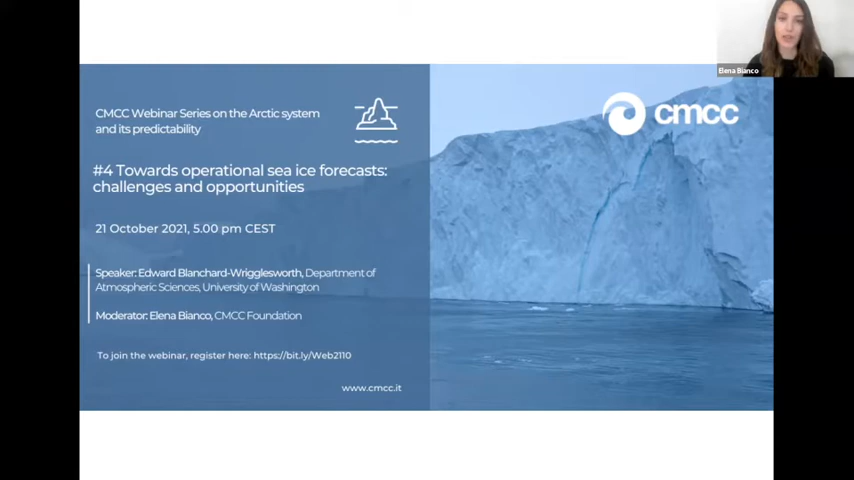 Elena Bianco
cmcc
CMCC Webinar Series on the Arctic system
and its predictability
#4 Towards operational sea ice forecasts:
challenges and opportunities
21 October 2021, 5.00 pm CEST
Speaker: Edward Blanchard-Wrigglesworth, Department of
Atmospheric Sciences, University of Washington
Moderator: Elena Bianco, CMCC Foundation
To join the webinar, register here: https://bit.ly/Web2110
www.cmcc.it